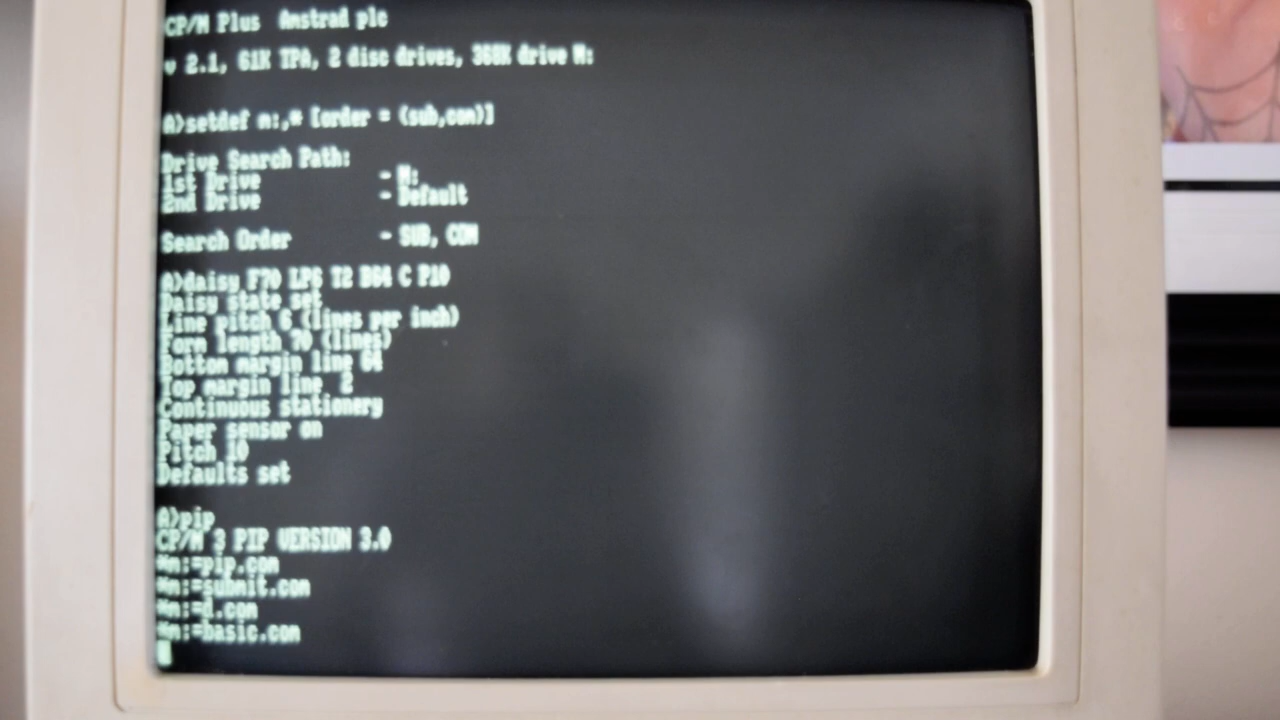 CP/M Plus  Amstrad plc
v 2.1, 61K TPA, 2 disc drives, 368K drive M:
A>setdef m:,* [order = (sub,com)]
Drive Search Path:
1st Drive - M:
2nd Drive - Default
Search Order - SUB, COM
A>daisy F70 LP6 T2 B64 C P10
Daisy state set
Line pitch 6 (lines per inch)
Form length 70 (lines)
Bottom margin line 64
Top margin line  2
Continuous stationery
Paper sensor on
Pitch 10
Defaults set
A>pip
CP/M 3 PIP VERSION 3.0
*m:=pip.com
*m:=submit.com
*m:=d.com
*m:=basic.com